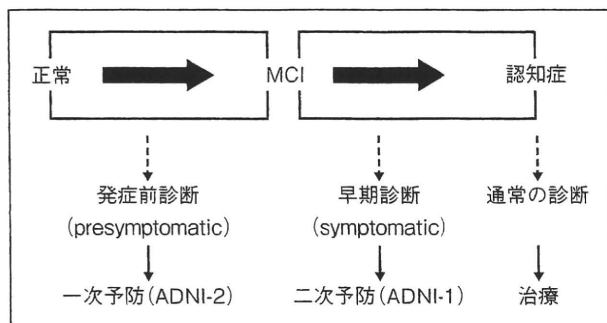 正常 MCI 認知症
発症前診断 早期診断 通常の診断
(presymptomatic) (symptomatic)
一次予防(ADNI-2) 二次予防(ADNI-1) 治療